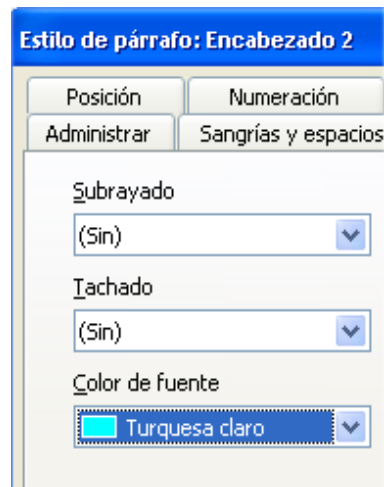 Estilo de párrafo: Encabezado 2
Posición Numeración
Administrar Sangrías y espacios
Subrayado
(Sin)
Tachado
(Sin)
Color de fuente
Turquesa claro